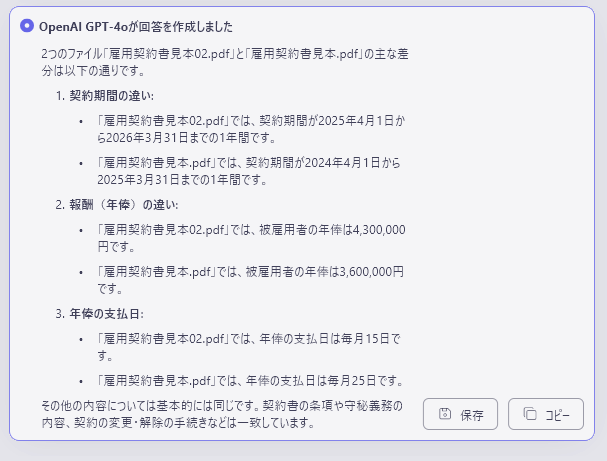 OpenAI GPT-4oが回答を作成しました
2つのファイル「雇用契約書見本02.pdf」と「雇用契約書見本.pdf」の主な差
分は以下の通りです。
1. 契約期間の違い:
• 「雇用契約書見本02.pdf」では、契約期間が2025年4月1日か
ら2026年3月31日までの1年間です。
• 「雇用契約書見本.pdf」では、契約期間が2024年4月1日から
2025年3月31日までの1年間です。
2. 報酬（年俸）の違い:
• 「雇用契約書見本02.pdf」では、被雇用者の年俸は4,300,000
円です。
• 「雇用契約書見本.pdf」では、被雇用者の年俸は3,600,000円
です。
3. 年俸の支払日:
• 「雇用契約書見本02.pdf」では、年俸の支払日は毎月15日で
す。
• 「雇用契約書見本.pdf」では、年俸の支払日は毎月25日です。
その他の内容については基本的には同じです。契約書の条項や守秘義務の
内容、契約の変更・解除の手続きなどは一致しています。
保存
コピー